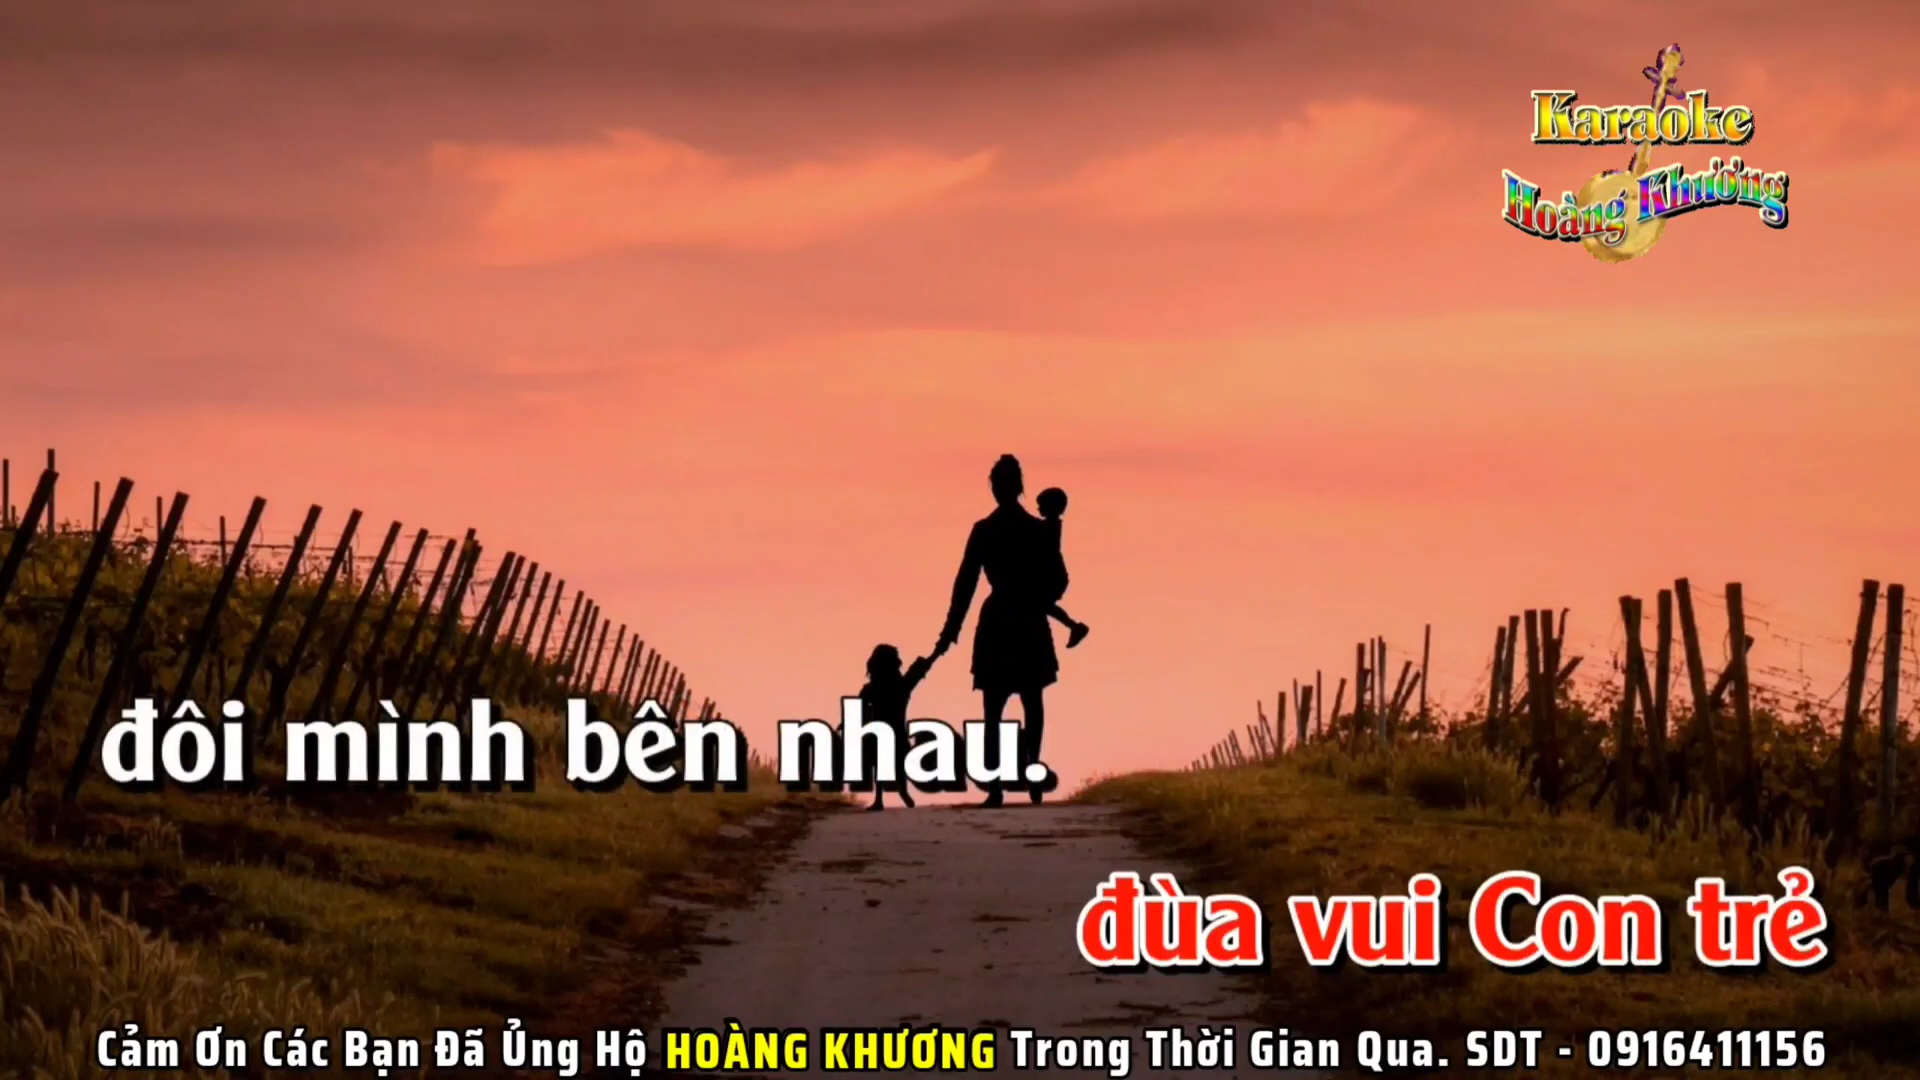 Karaoke
Hoàng Khương
đôi mình bên nhau.
đùa vui Con trẻ
Cảm Ơn Các Bạn Đã Ủng Hộ HOÀNG KHƯƠNG Trong Thời Gian Qua. SDT - 0916411156